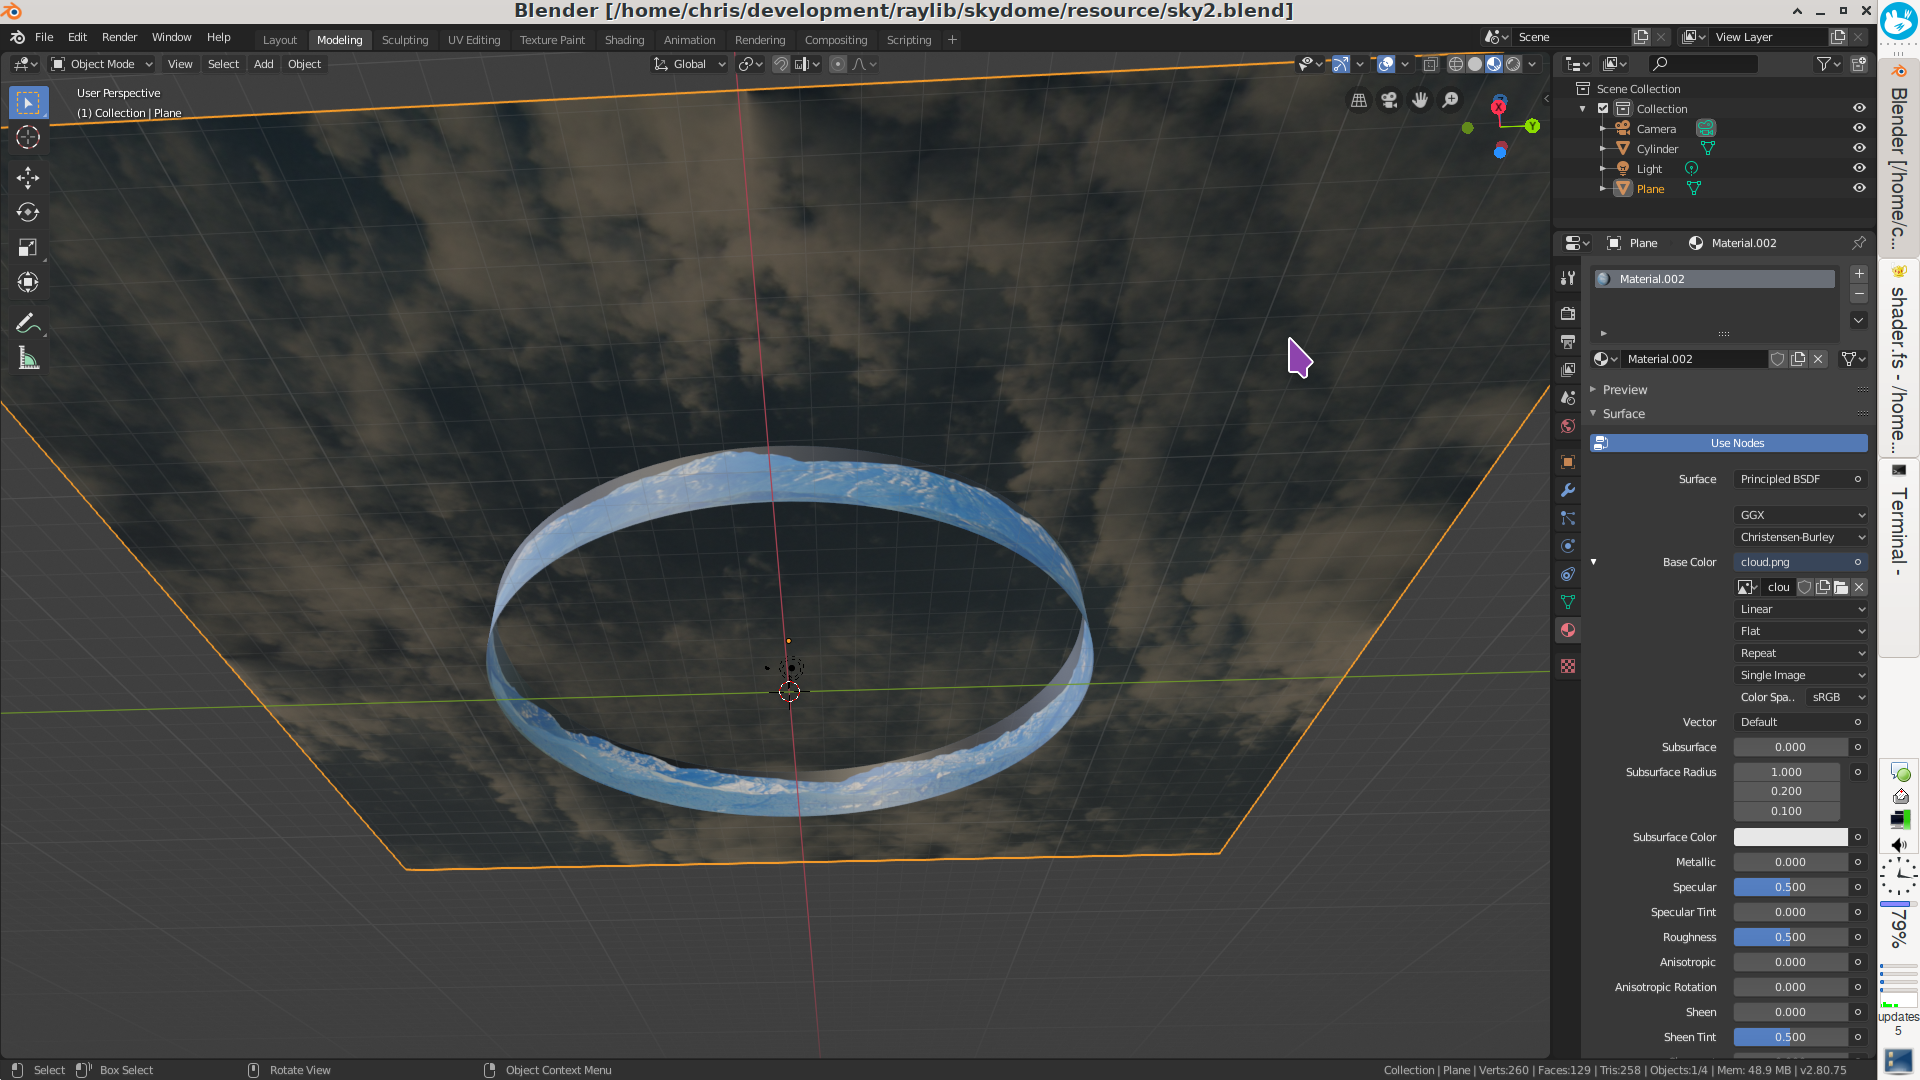 Blender [/home/chris/development/raylib/skydome/resource/sky2.blend]
File Edit Render Window Help
Layout Modeling Sculpting UV Editing Texture Paint Shading Animation Rendering Compositing Scripting +
Scene
View Layer
Object Mode View Select Add Object
Global
User Perspective
(1) Collection | Plane
X
Y
Scene Collection
Collection
Camera
Cylinder
Light
Plane
Plane Material.002
Material.002
Material.002
Preview
Surface
Use Nodes
Surface Principled BSDF
GGX
Christensen-Burley
Base Color cloud.png
clou
Linear
Flat
Repeat
Single Image
Color Spa.. sRGB
Vector Default
Subsurface 0.000
Subsurface Radius 1.000
0.200
0.100
Subsurface Color
Metallic 0.000
Specular 0.500
Specular Tint 0.000
Roughness 0.500
Anisotropic 0.000
Anisotropic Rotation 0.000
Sheen 0.000
Sheen Tint 0.500
Select Box Select Rotate View Object Context Menu
Collection | Plane | Verts:260 | Faces:129 | Tris:258 | Objects:1/4 | Mem: 48.9 MB | v2.80.75
Blender [/home/c...
shader.fs - /home...
Terminal -
79%
updates
5